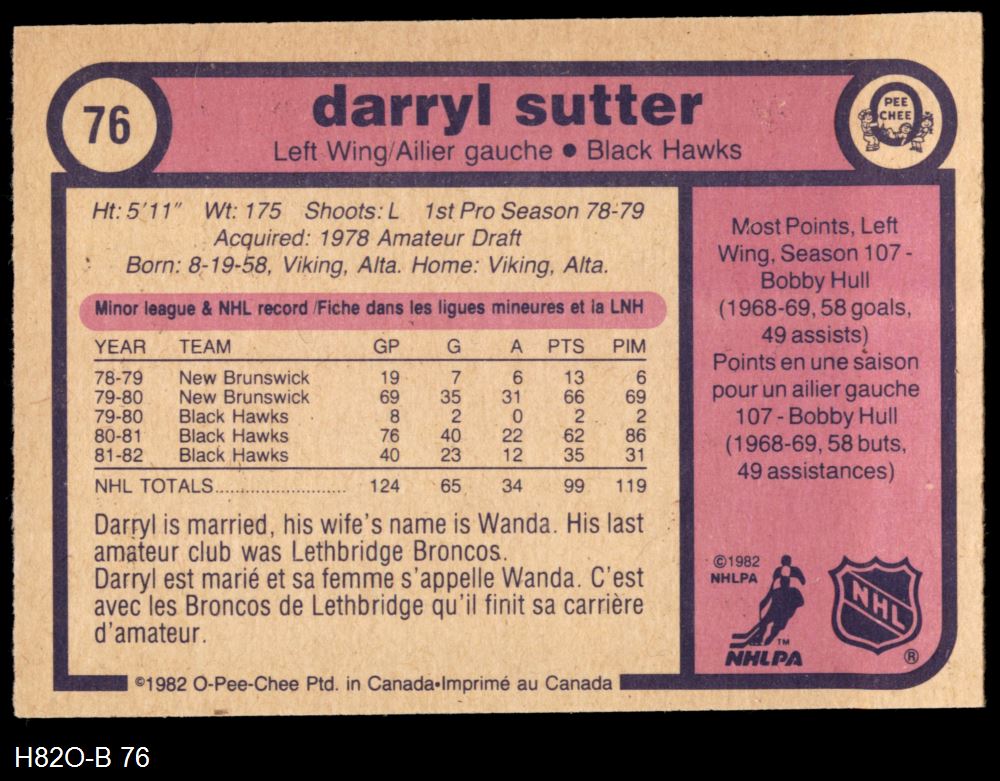 76
darryl sutter
Left Wing/Ailier gauche • Black Hawks
PEE
CHEE
Ht: 5'11" Wt: 175 Shoots: L 1st Pro Season 78-79
Acquired: 1978 Amateur Draft
Born: 8-19-58, Viking, Alta. Home: Viking, Alta.
Minor league & NHL record /Fiche dans les ligues mineures et la LNH
YEAR TEAM GP G A PTS PIM
78-79 New Brunswick 19 7 6 13 6
79-80 New Brunswick 69 35 31 66 69
79-80 Black Hawks 8 2 0 2 2
80-81 Black Hawks 76 40 22 62 86
81-82 Black Hawks 40 23 12 35 31
NHL TOTALS........................ 124 65 34 99 119
Darryl is married, his wife's name is Wanda. His last
amateur club was Lethbridge Broncos.
Darryl est marié et sa femme s'appelle Wanda. C'est
avec les Broncos de Lethbridge qu'il finit sa carrière
d'amateur.
Most Points, Left
Wing, Season 107 -
Bobby Hull
(1968-69, 58 goals,
49 assists)
Points en une saison
pour un ailier gauche
107 - Bobby Hull
(1968-69, 58 buts,
49 assistances)
©1982
NHLPA
TM
NHLPA
NHL
®
©1982 O-Pee-Chee Ptd. in Canada•Imprimé au Canada
H82O-B 76